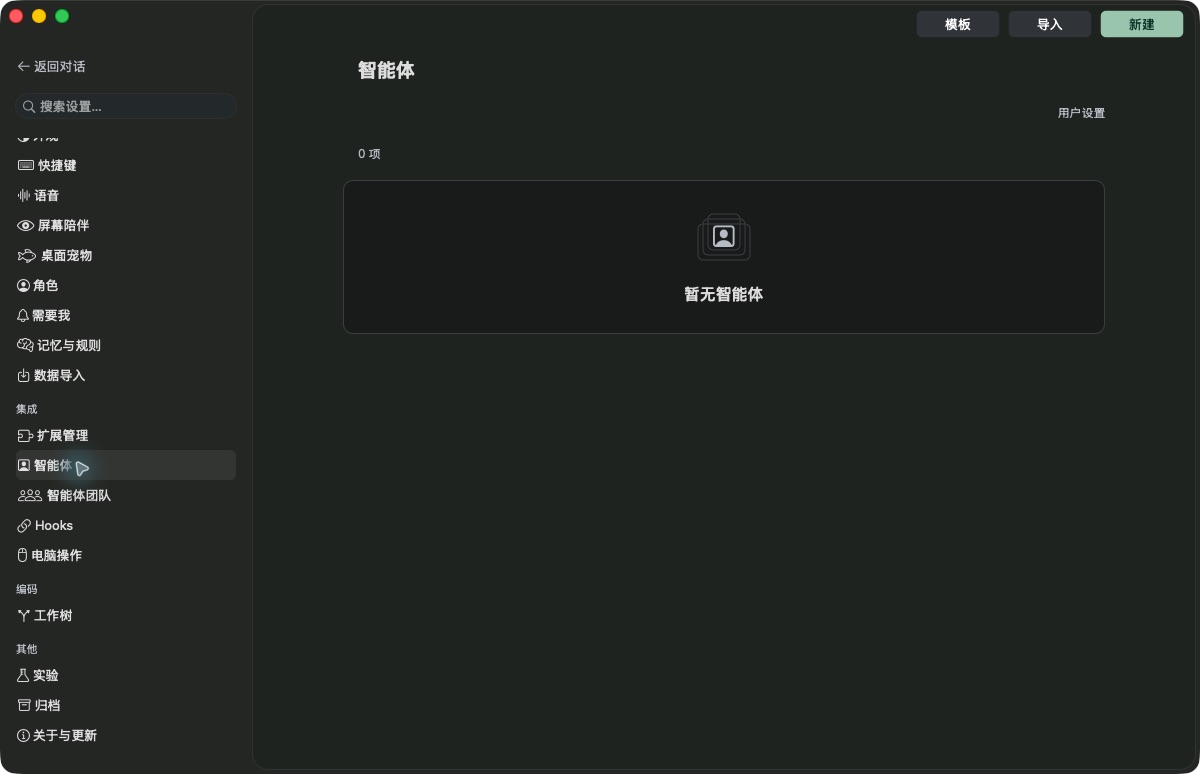 模板
导入
新建
返回对话
搜索设置...
智能体
用户设置
0 项
暂无智能体
外观
快捷键
语音
屏幕陪伴
桌面宠物
角色
需要我
记忆与规则
数据导入
集成
扩展管理
智能体
智能体团队
Hooks
电脑操作
编码
工作树
其他
实验
归档
关于与更新